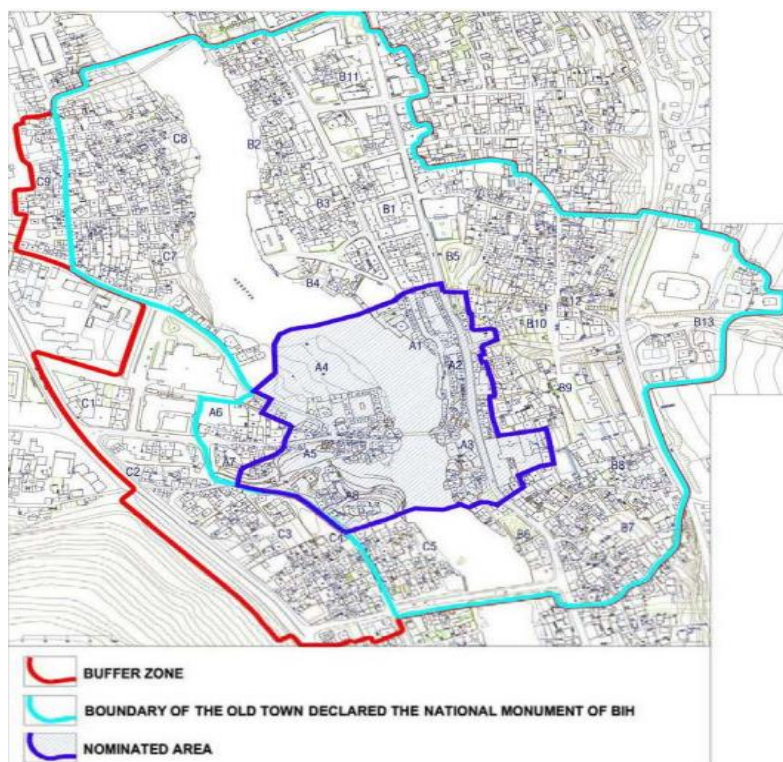 B11
C8
B2
C9
B3
B1
C7
B5
B4
B12
B10
B13
A1
A2
A4
B9
C1
A6
A3
A5
A7
C2
B8
A8
B7
C3
C4
B6
C5
BUFFER ZONE
BOUNDARY OF THE OLD TOWN DECLARED THE NATIONAL MONUMENT OF BIH
NOMINATED AREA